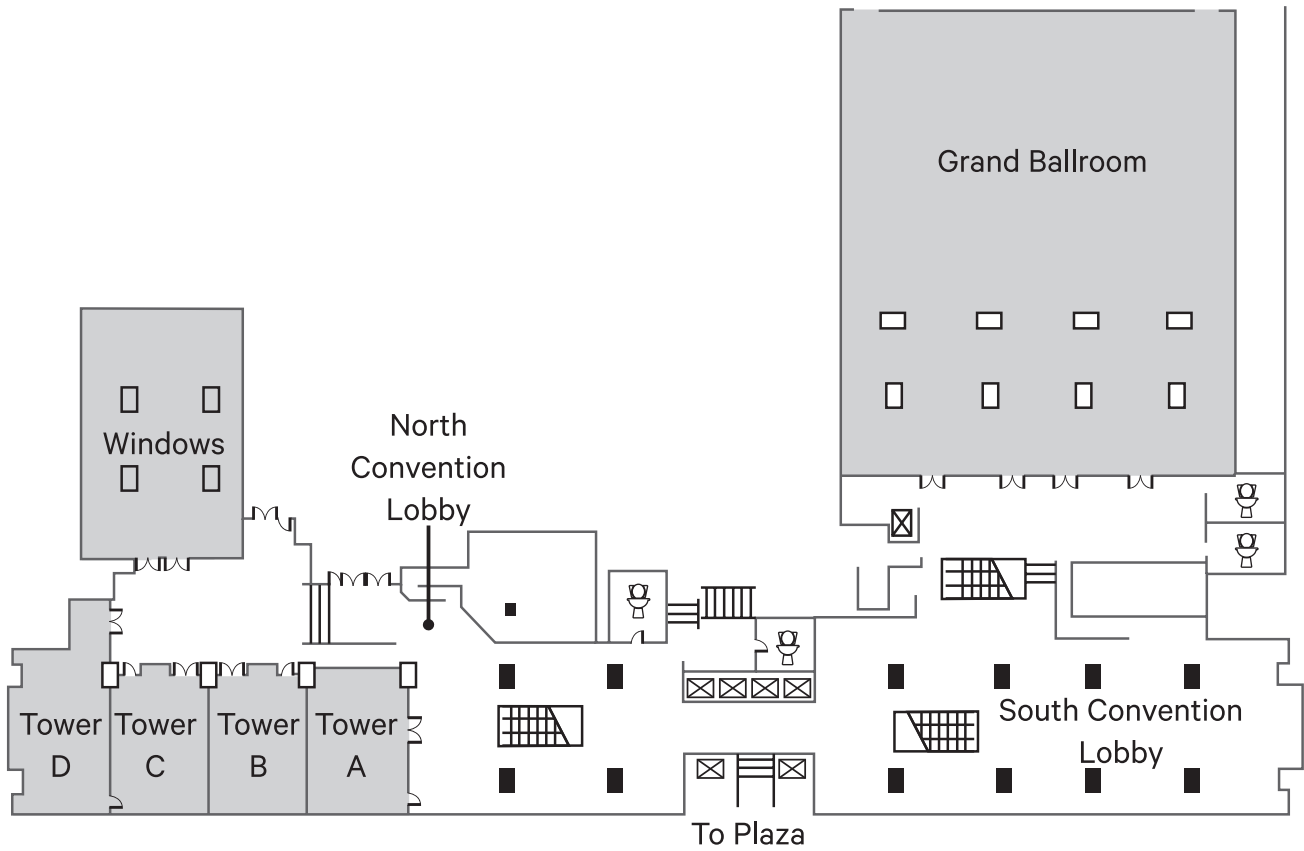 Grand Ballroom
Windows
North
Convention
Lobby
Tower
D
Tower
C
Tower
B
Tower
A
South Convention
Lobby
To Plaza